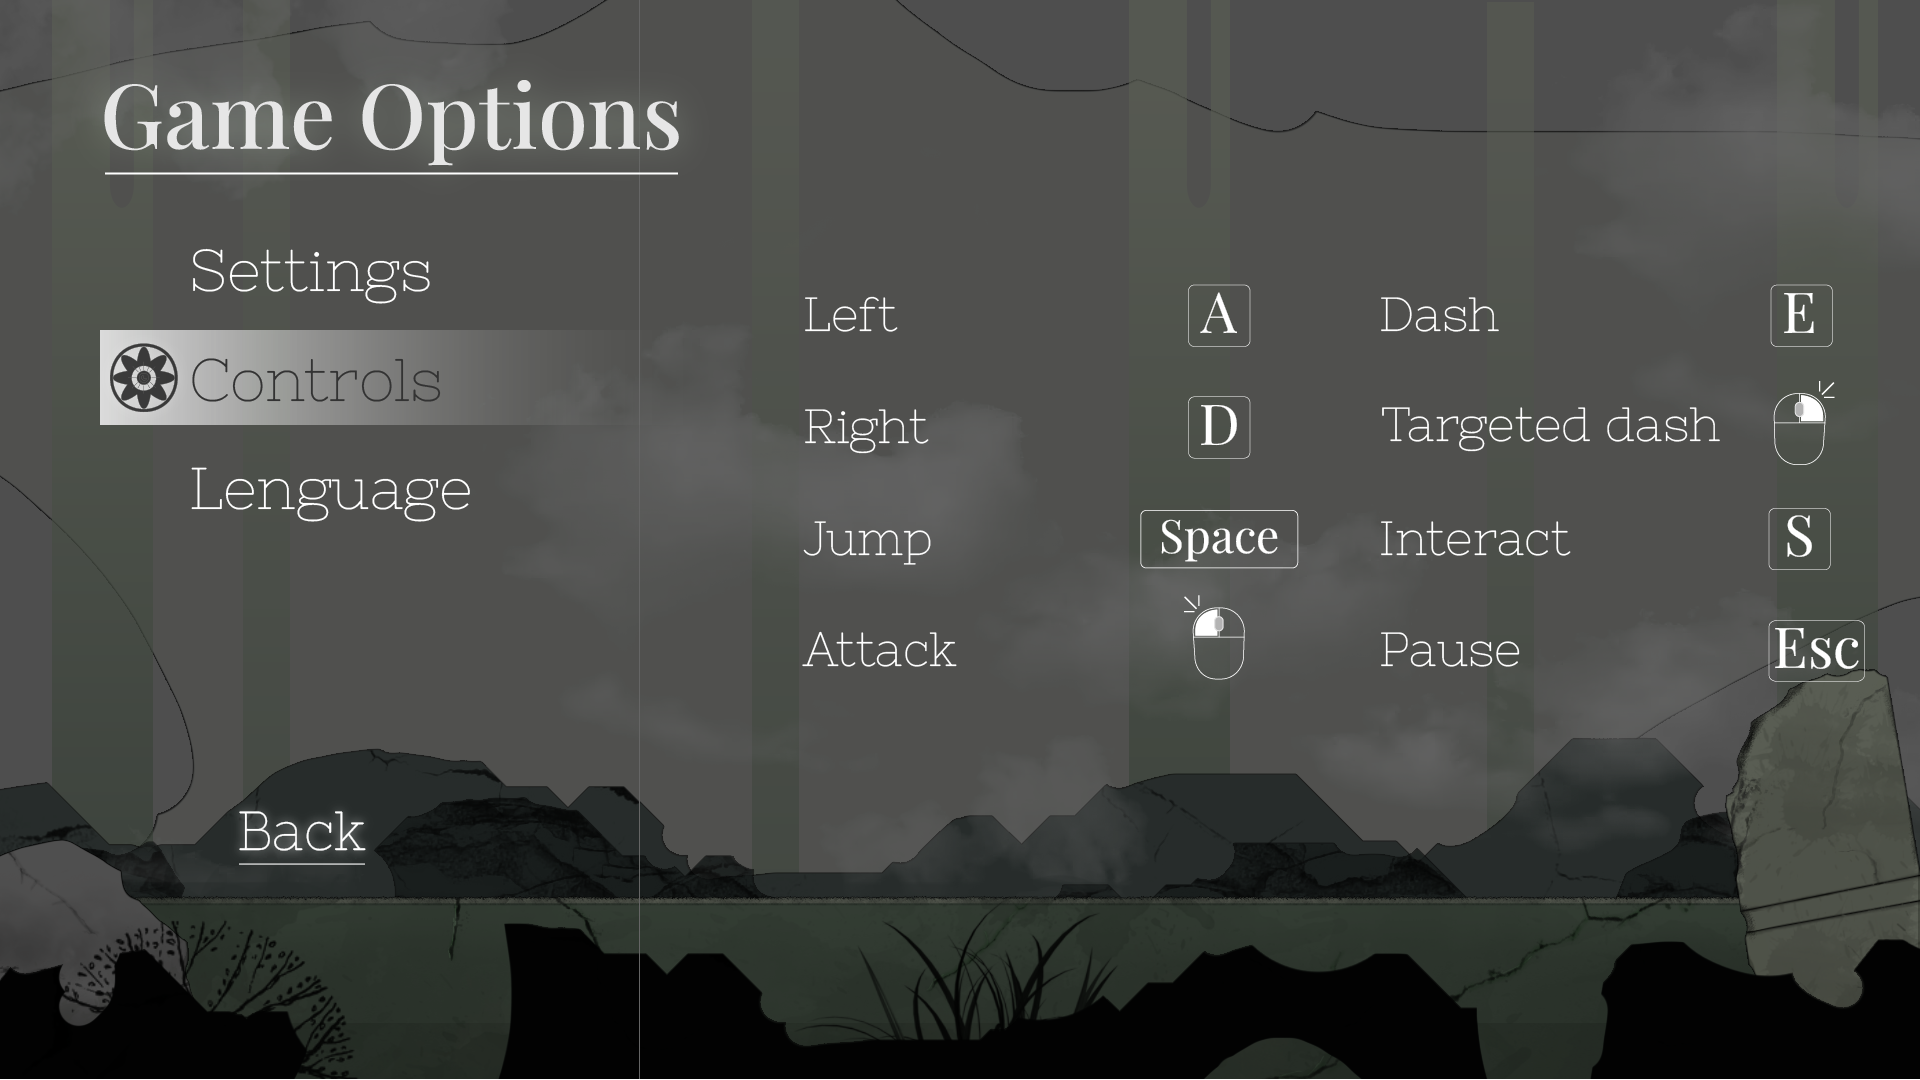 Game Options
Settings
Controls
Lenguage
Left A
Dash E
Right D
Targeted dash
Jump Space
Interact S
Attack
Pause Esc
Back